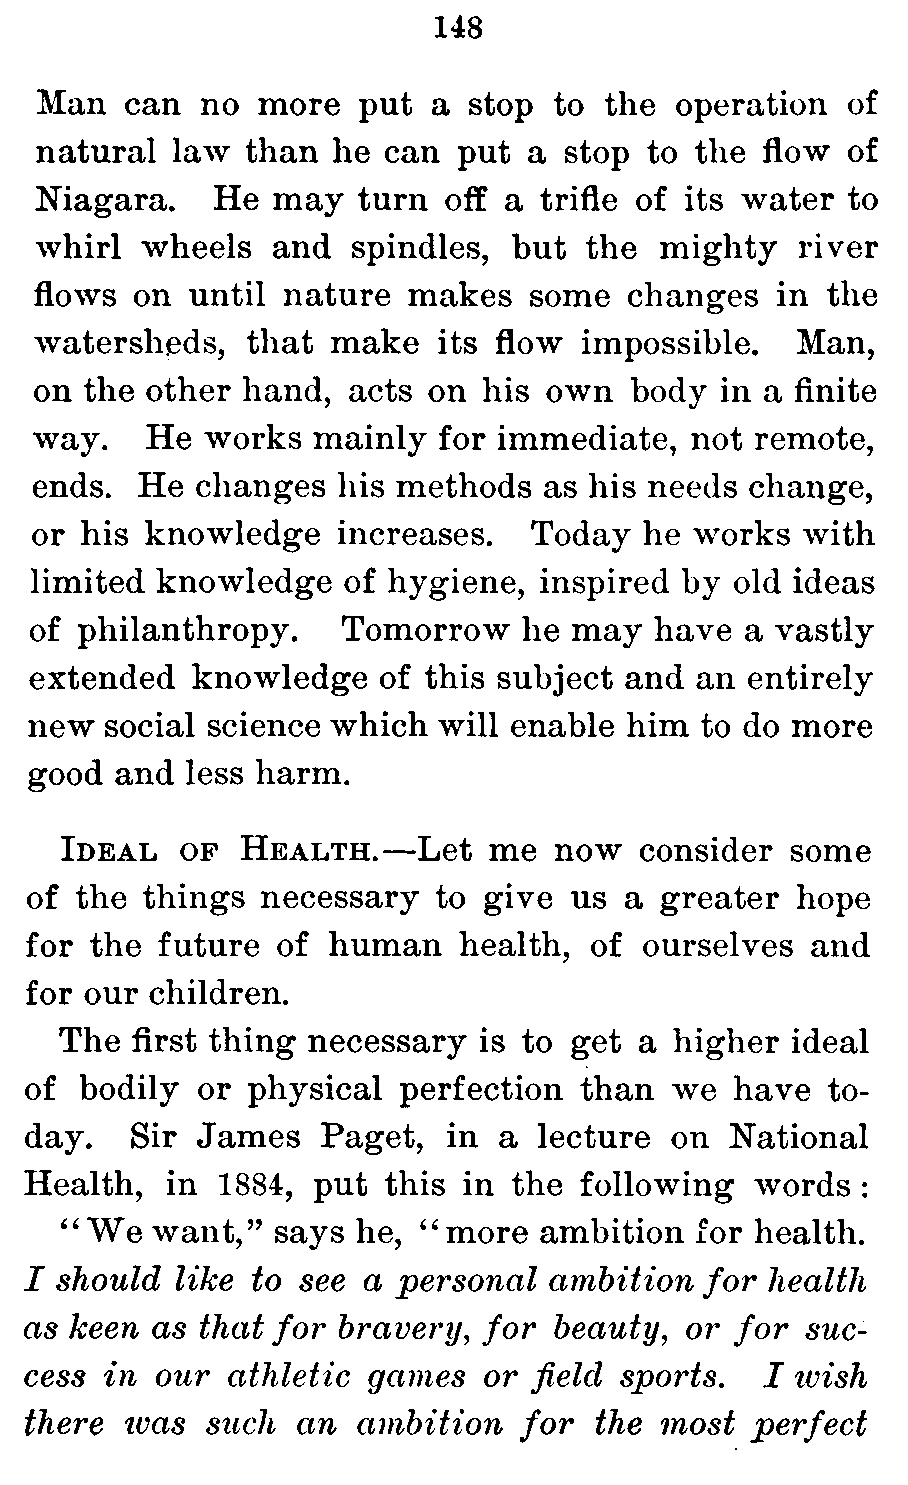 148
Man can no more put a stop to the operation of
natural law than he can put a stop to the flow of
Niagara. He may turn off a trifle of its water to
whirl wheels and spindles, but the mighty river
flows on until nature makes some changes in the
watersheds, that make its flow impossible. Man,
on the other hand, acts on his own body in a finite
way. He works mainly for immediate, not remote,
ends. He changes his methods as his needs change,
or his knowledge increases. Today he works with
limited knowledge of hygiene, inspired by old ideas
of philanthropy. Tomorrow he may have a vastly
extended knowledge of this subject and an entirely
new social science which will enable him to do more
good and less harm.
IDEAL OF HEALTH.—Let me now consider some
of the things necessary to give us a greater hope
for the future of human health, of ourselves and
for our children.
The first thing necessary is to get a higher ideal
of bodily or physical perfection than we have to-
day. Sir James Paget, in a lecture on National
Health, in 1884, put this in the following words :
“We want,” says he, “more ambition for health.
I should like to see a personal ambition for health
as keen as that for bravery, for beauty, or for suc-
cess in our athletic games or field sports. I wish
there was such an ambition for the most perfect